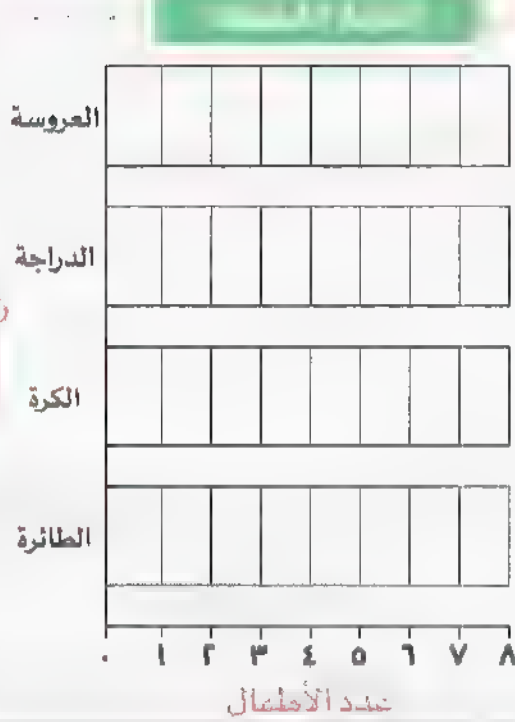 العروسة
الدراجة
الكرة
الطائرة
٠ ١ ٢ ٣ ٤ ٥ ٦ ٧ ٨
عدد الأطفال